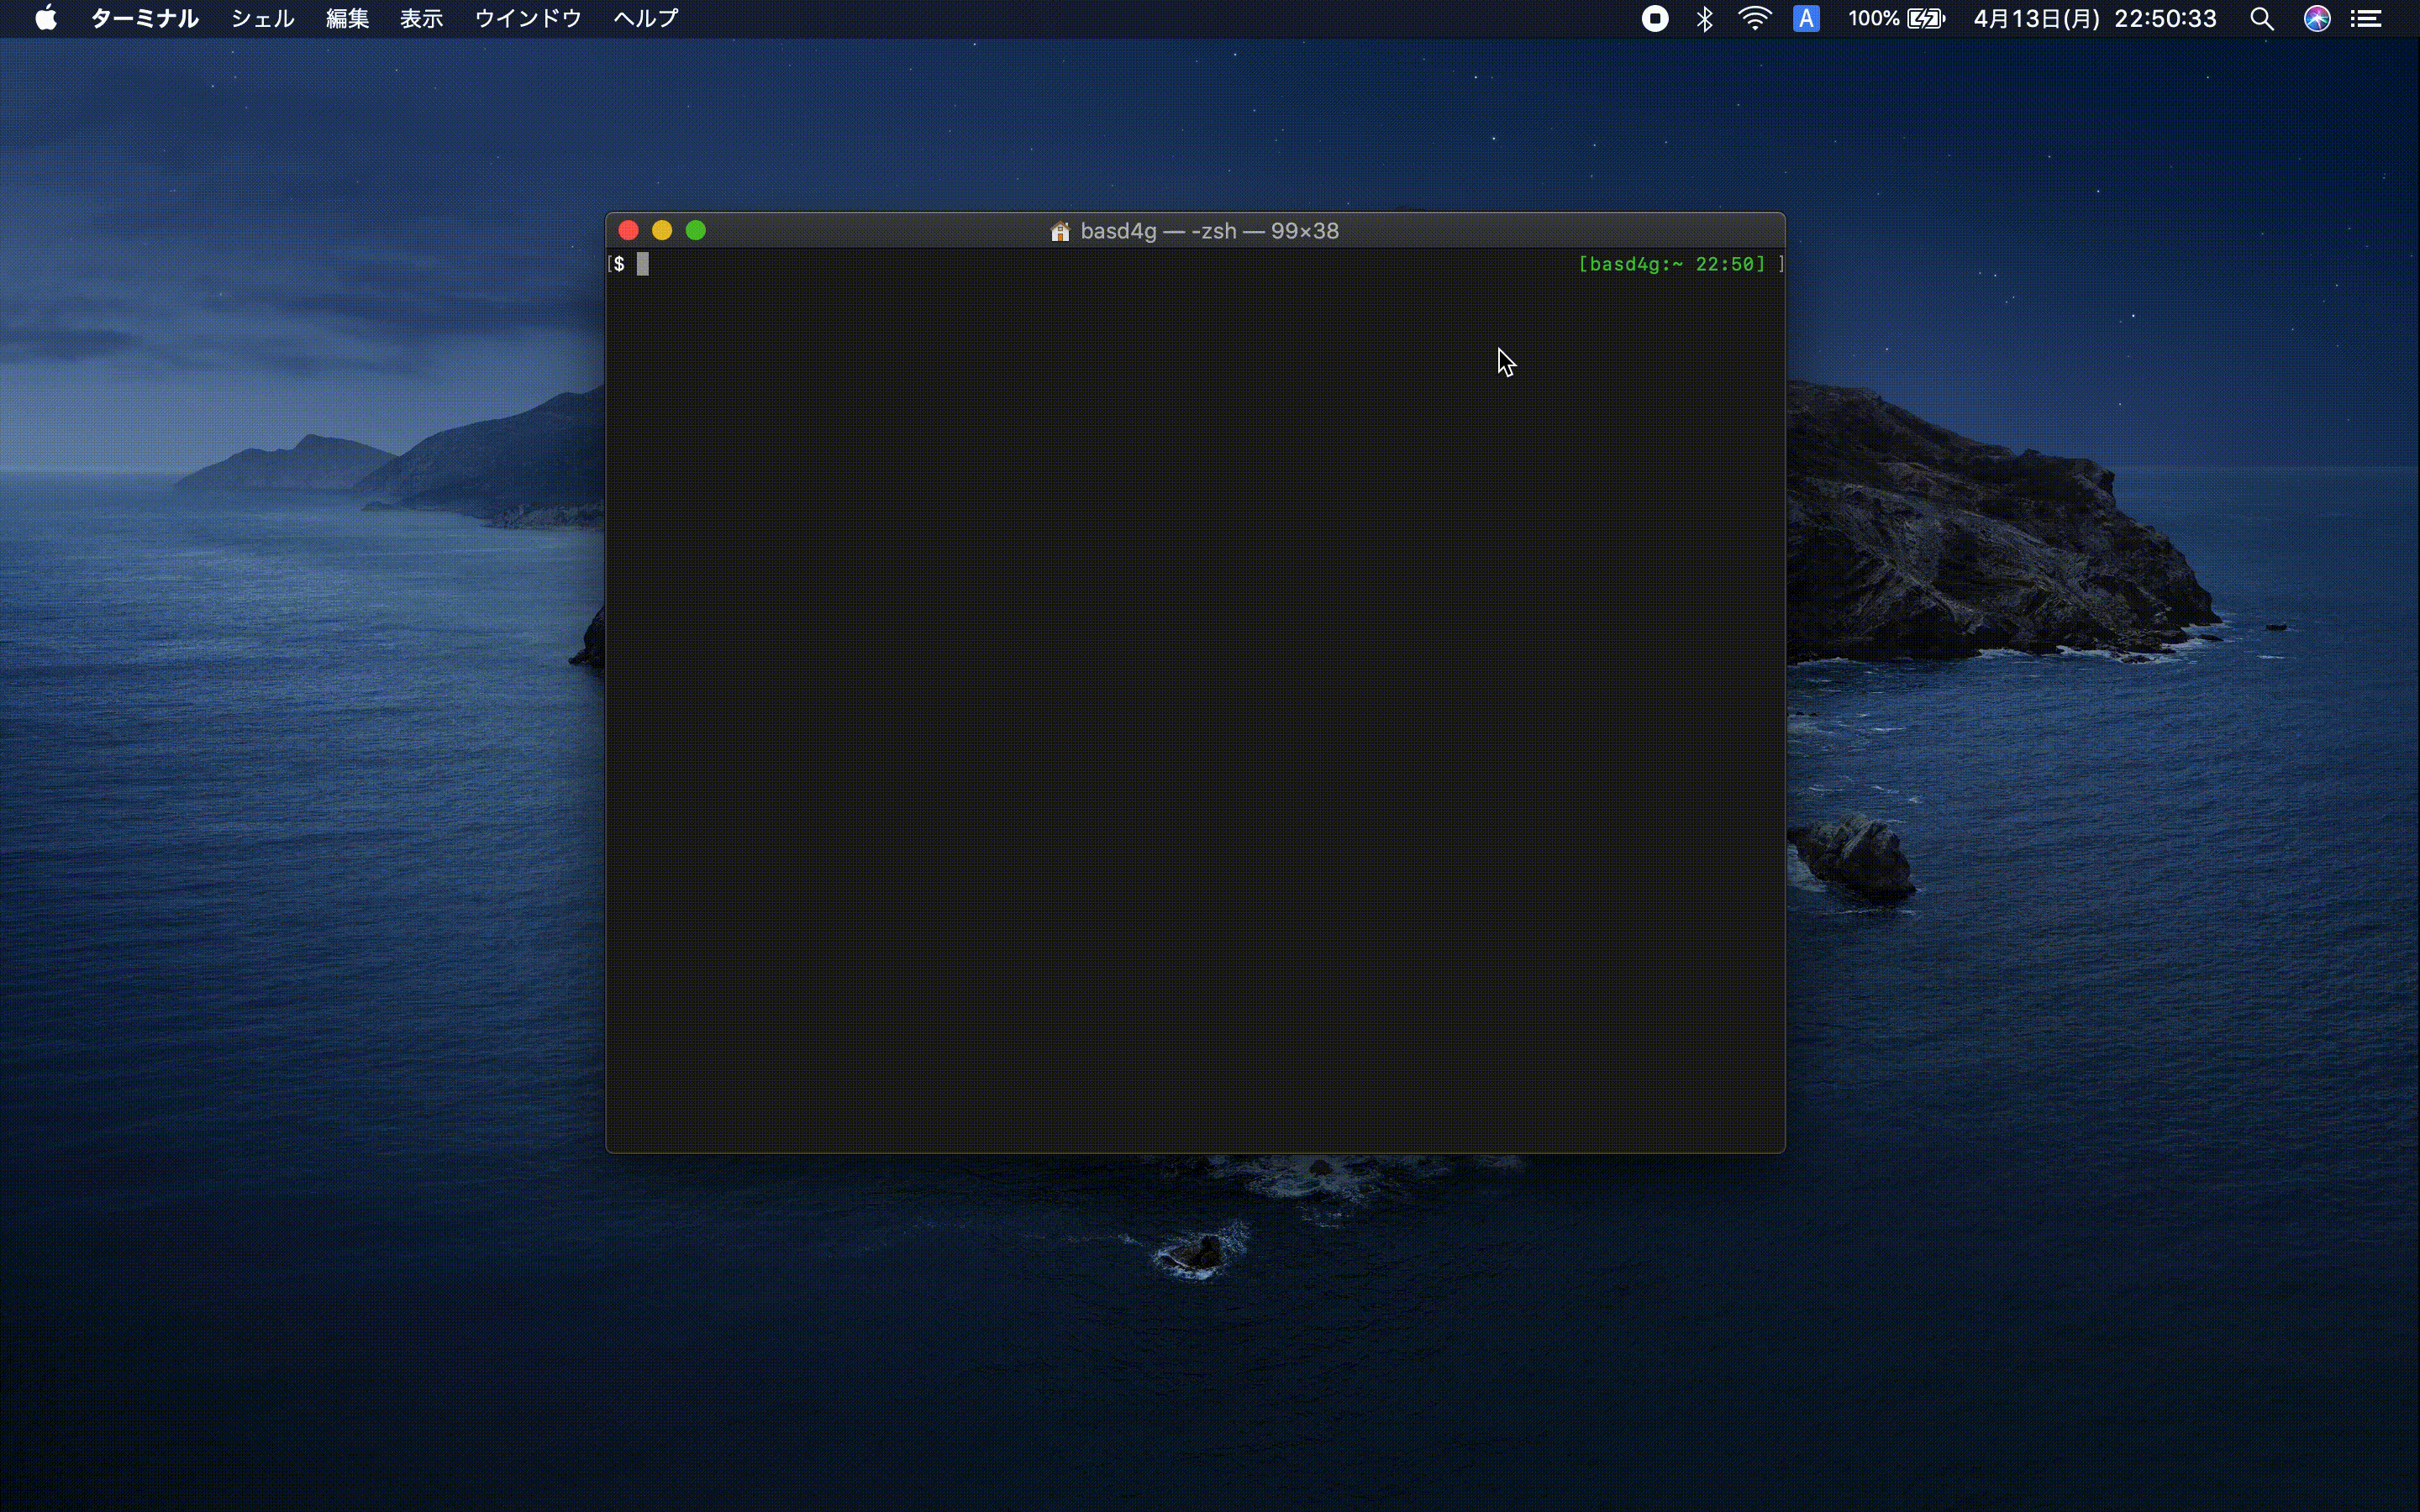 ターミナル シェル 編集 表示 ウインドウ ヘルプ A 100% 4月13日(月) 22:50:33
basd4g — -zsh — 99×38
[$ [basd4g:~ 22:50] ]